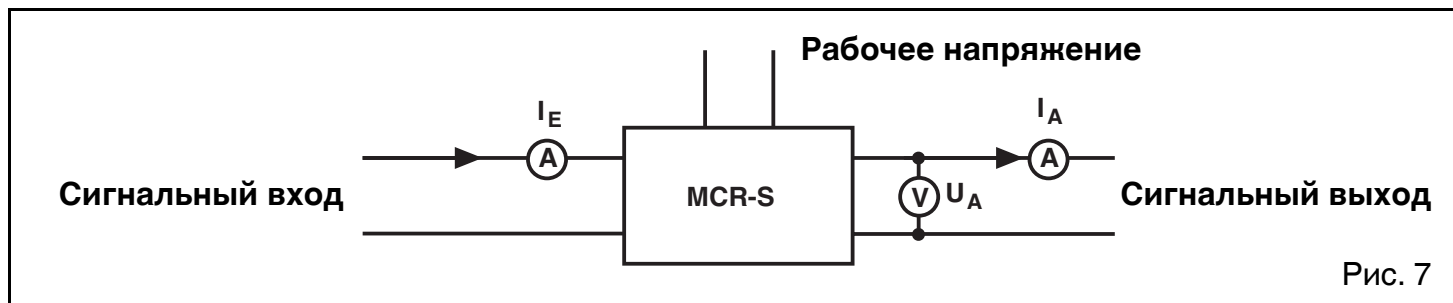 Рабочее напряжение
I_E
I_A
A
A
Сигнальный вход
MCR-S
V
U_A
Сигнальный выход
Рис. 7